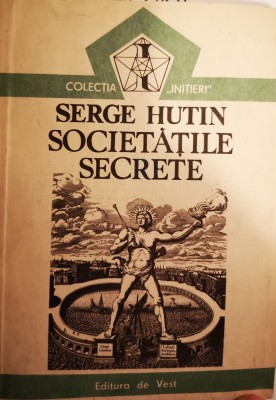 COLECȚIA „INIȚIERI"
SERGE HUTIN
SOCIETĂȚILE
SECRETE
Editura de Vest